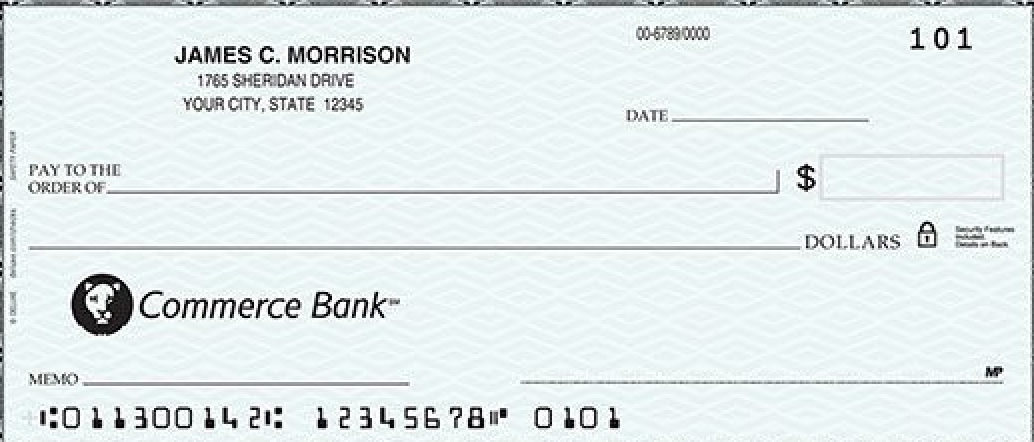 JAMES C. MORRISON
1765 SHERIDAN DRIVE
YOUR CITY, STATE 12345
00-6789/0000
101
DATE
PAY TO THE
ORDER OF
$
DOLLARS
Security Features
Included.
Details on Back.
Commerce Bank℠
MEMO
MP
⑆011300142⑆ 12345678⑈ 0101